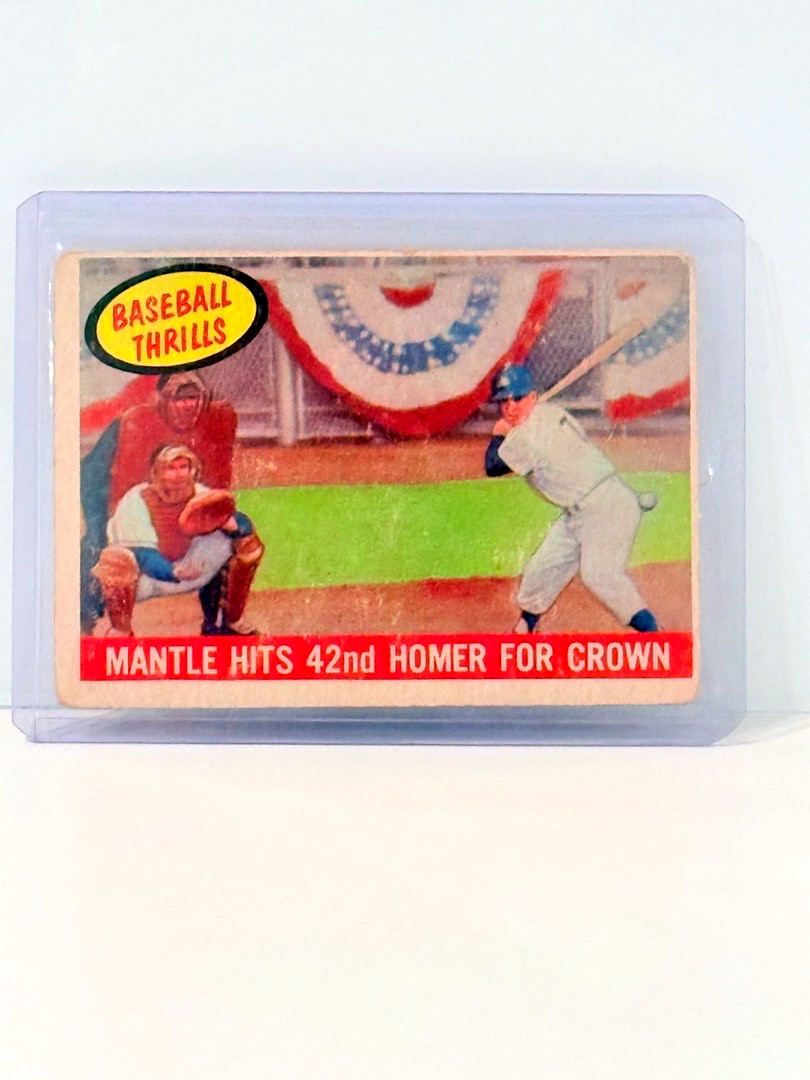 BASEBALL
THRILLS
MANTLE HITS 42nd HOMER FOR CROWN